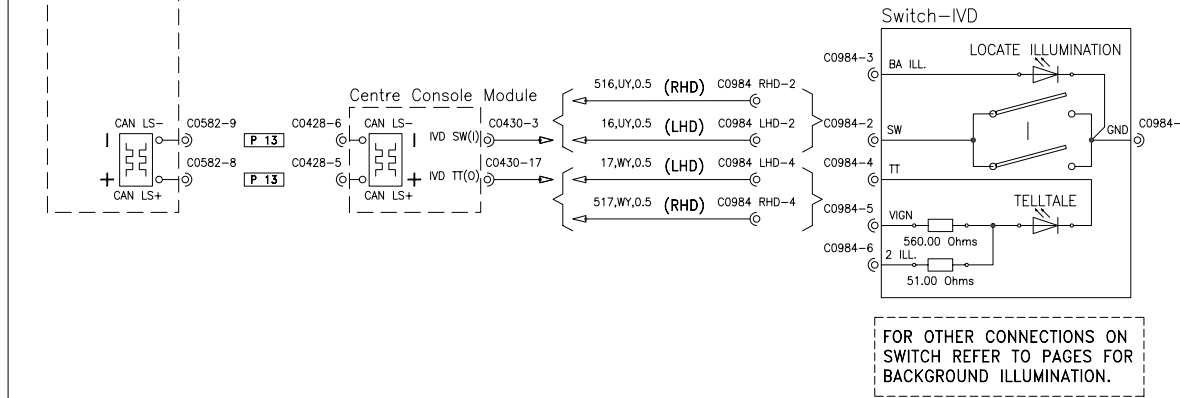 Switch-IVD
LOCATE ILLUMINATION
C0984-3
BA ILL.
516,UY,0.5 (RHD) C0984 RHD-2
Centre Console Module
CAN LS-
C0582-9
P 13
C0428-6
CAN LS-
IVD SW(I)
C0430-3
16,UY,0.5 (LHD) C0984 LHD-2
C0984-2
SW
GND
C0984-
C0582-8
P 13
C0428-5
IVD TT(O)
C0430-17
17,WY,0.5 (LHD) C0984 LHD-4
C0984-4
TT
- +
CAN LS+
- +
CAN LS+
517,WY,0.5 (RHD) C0984 RHD-4
TELLTALE
C0984-5
VIGN
560.00 Ohms
C0984-6
2 ILL.
51.00 Ohms
FOR OTHER CONNECTIONS ON
SWITCH REFER TO PAGES FOR
BACKGROUND ILLUMINATION.